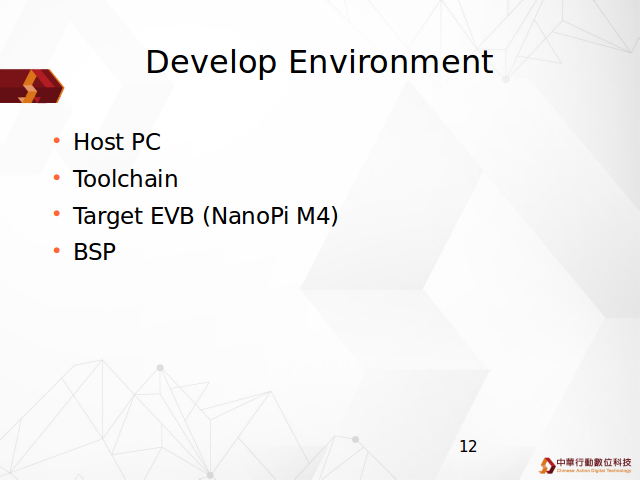 Develop Environment
• Host PC
• Toolchain
• Target EVB (NanoPi M4)
• BSP
12
中華行動數位科技
Chinese Action Digital Technology